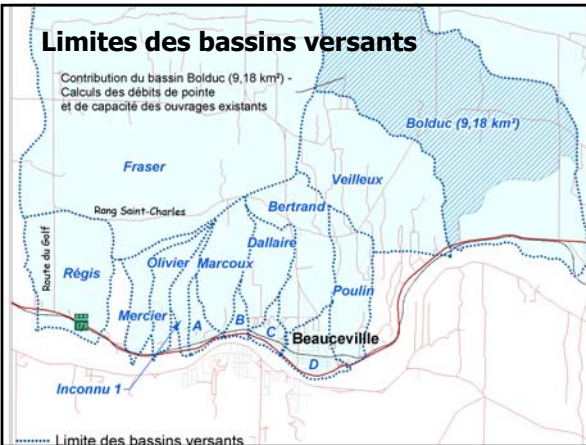 Limites des bassins versants
Contribution du bassin Bolduc (9,18 km²) -
Calculs des débits de pointe
et de capacité des ouvrages existants
Bolduc (9,18 km²)
Fraser
Veilleux
Bertrand
Rang Saint-Charles
Route du Golf
Dallaire
Olivier
Marcoux
Régis
Poulin
Mercier
A
B
C
173
Beauceville
D
Inconnu 1
Limite des bassins versants